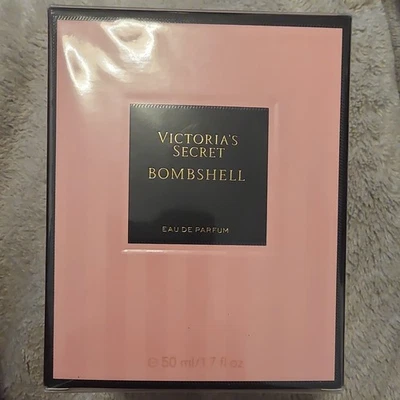 VICTORIA'S
SECRET
BOMBSHELL
EAU DE PARFUM
℮ 50 ml/1.7 fl oz